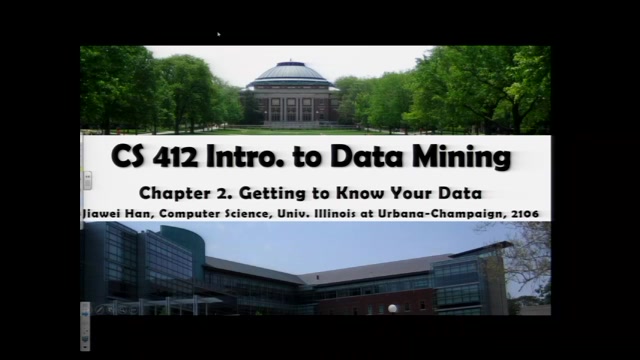 CS 412 Intro. to Data Mining
Chapter 2. Getting to Know Your Data
Jiawei Han, Computer Science, Univ. Illinois at Urbana-Champaign, 2106